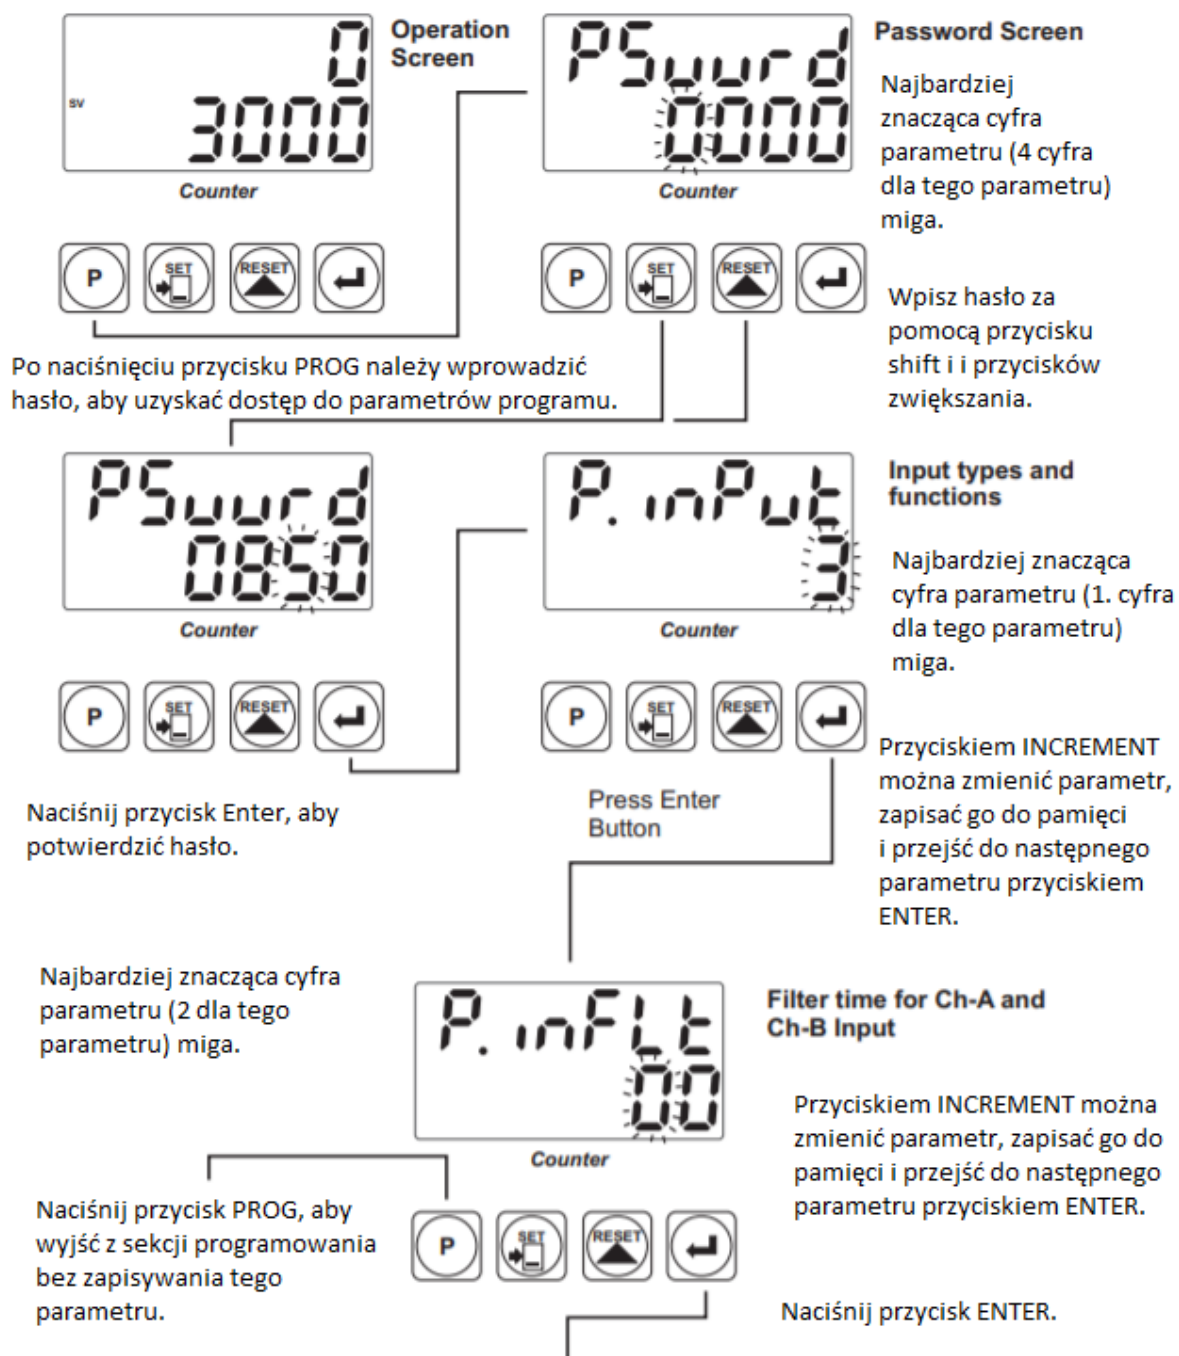 0
SV
3000
Counter
Operation
Screen
P SET RESET
PSwrd
0000
Counter
Password Screen
Najbardziej
znacząca cyfra
parametru (4 cyfra
dla tego parametru)
miga.
P SET RESET
Wpisz hasło za
pomocą przycisku
shift i i przycisków
zwiększania.
Po naciśnięciu przycisku PROG należy wprowadzić
hasło, aby uzyskać dostęp do parametrów programu.
PSwrd
0850
Counter
P SET RESET
P.inPut
3
Counter
Input types and
functions
Najbardziej znacząca
cyfra parametru (1. cyfra
dla tego parametru)
miga.
P SET RESET
Przyciskiem INCREMENT
można zmienić parametr,
zapisać go do pamięci
i przejść do następnego
parametru przyciskiem
ENTER.
Naciśnij przycisk Enter, aby
potwierdzić hasło.
Press Enter
Button
Najbardziej znacząca cyfra
parametru (2 dla tego
parametru) miga.
P.inFLt
00
Counter
Filter time for Ch-A and
Ch-B Input
Przyciskiem INCREMENT można
zmienić parametr, zapisać go do
pamięci i przejść do następnego
parametru przyciskiem ENTER.
Naciśnij przycisk PROG, aby
wyjść z sekcji programowania
bez zapisywania tego
parametru.
P SET RESET
Naciśnij przycisk ENTER.